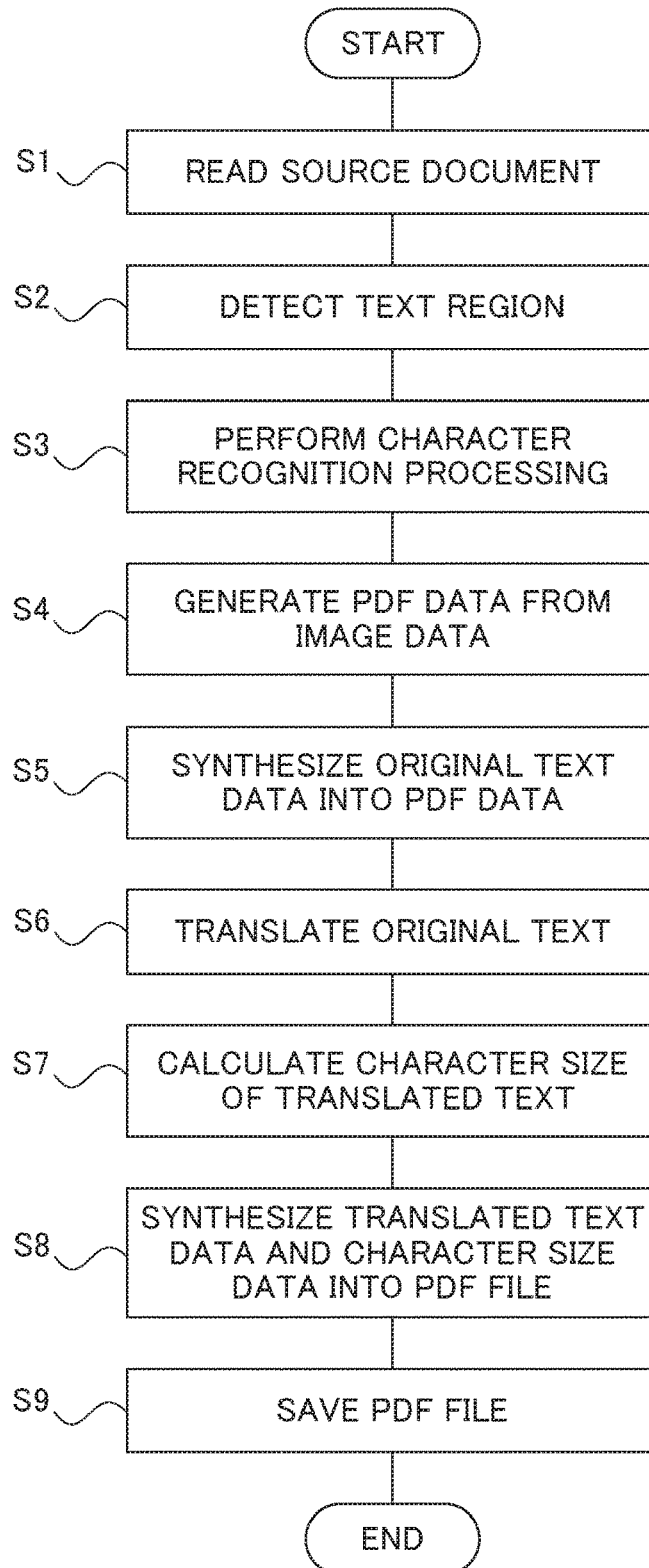 START
S1
READ SOURCE DOCUMENT
S2
DETECT TEXT REGION
S3
PERFORM CHARACTER
RECOGNITION PROCESSING
S4
GENERATE PDF DATA FROM
IMAGE DATA
S5
SYNTHESIZE ORIGINAL TEXT
DATA INTO PDF DATA
S6
TRANSLATE ORIGINAL TEXT
S7
CALCULATE CHARACTER SIZE
OF TRANSLATED TEXT
S8
SYNTHESIZE TRANSLATED TEXT
DATA AND CHARACTER SIZE
DATA INTO PDF FILE
S9
SAVE PDF FILE
END